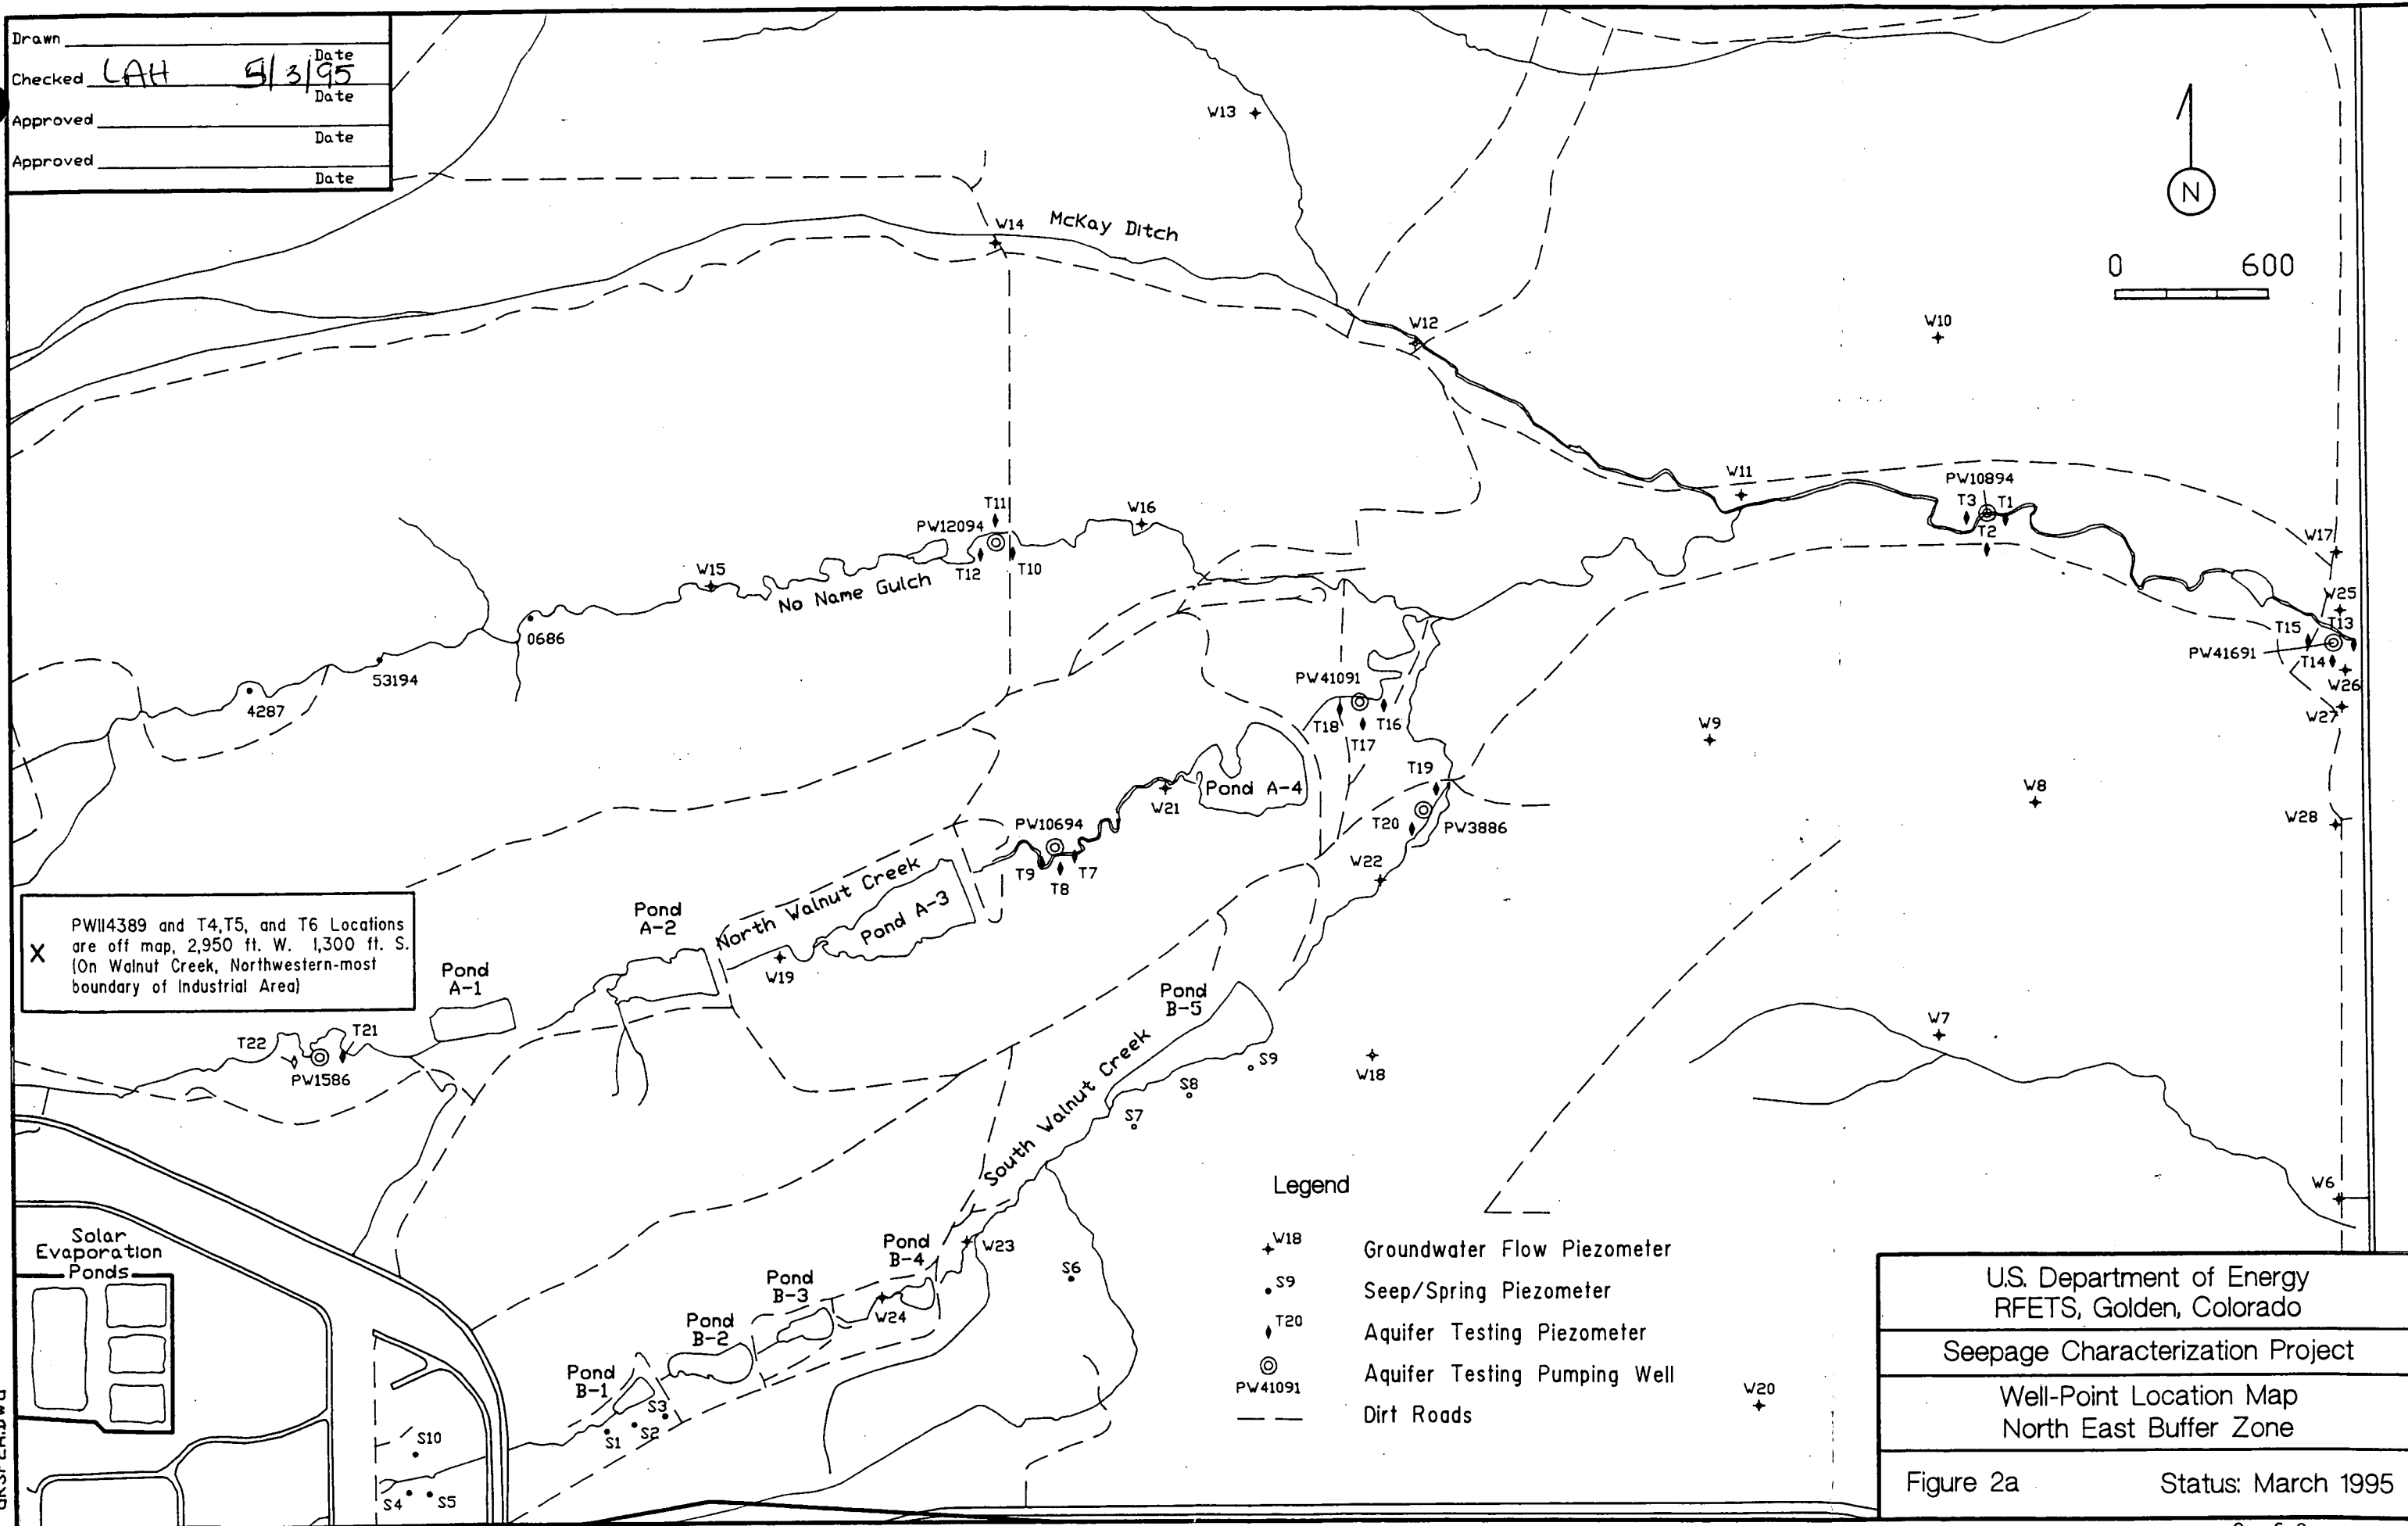 Drawn
Date
Checked LAH 5/3/95
Date
Approved
Date
Approved
Date
W13
N
0 600
W14
McKay Ditch
W12
W10
W11
PW10894
T3
T1
T2
W17
T11
PW12094
W16
T12
T10
W15
No Name Gulch
0686
53194
4287
W25
T15
T13
PW41691
T14
W26
W27
PW41091
T18
T16
T17
W9
W8
W28
T19
T20
PW3886
W22
W21
Pond A-4
PW10694
T9
T7
T8
North Walnut Creek
Pond A-3
Pond
A-2
W19
X
PW114389 and T4,T5, and T6 Locations
are off map, 2,950 ft. W. 1,300 ft. S.
(On Walnut Creek, Northwestern-most
boundary of Industrial Area)
Pond
A-1
T22
T21
PW1586
Pond
B-5
South Walnut Creek
S9
S8
S7
W18
W7
W6
Solar
Evaporation
Ponds
Pond
B-4
W23
S6
Pond
B-3
W24
Pond
B-2
Pond
B-1
S3
S2
S1
S10
S4
S5
W20
Legend
W18
Groundwater Flow Piezometer
S9
Seep/Spring Piezometer
T20
Aquifer Testing Piezometer
PW41091
Aquifer Testing Pumping Well
Dirt Roads
U.S. Department of Energy
RFETS, Golden, Colorado
Seepage Characterization Project
Well-Point Location Map
North East Buffer Zone
Figure 2a Status: March 1995